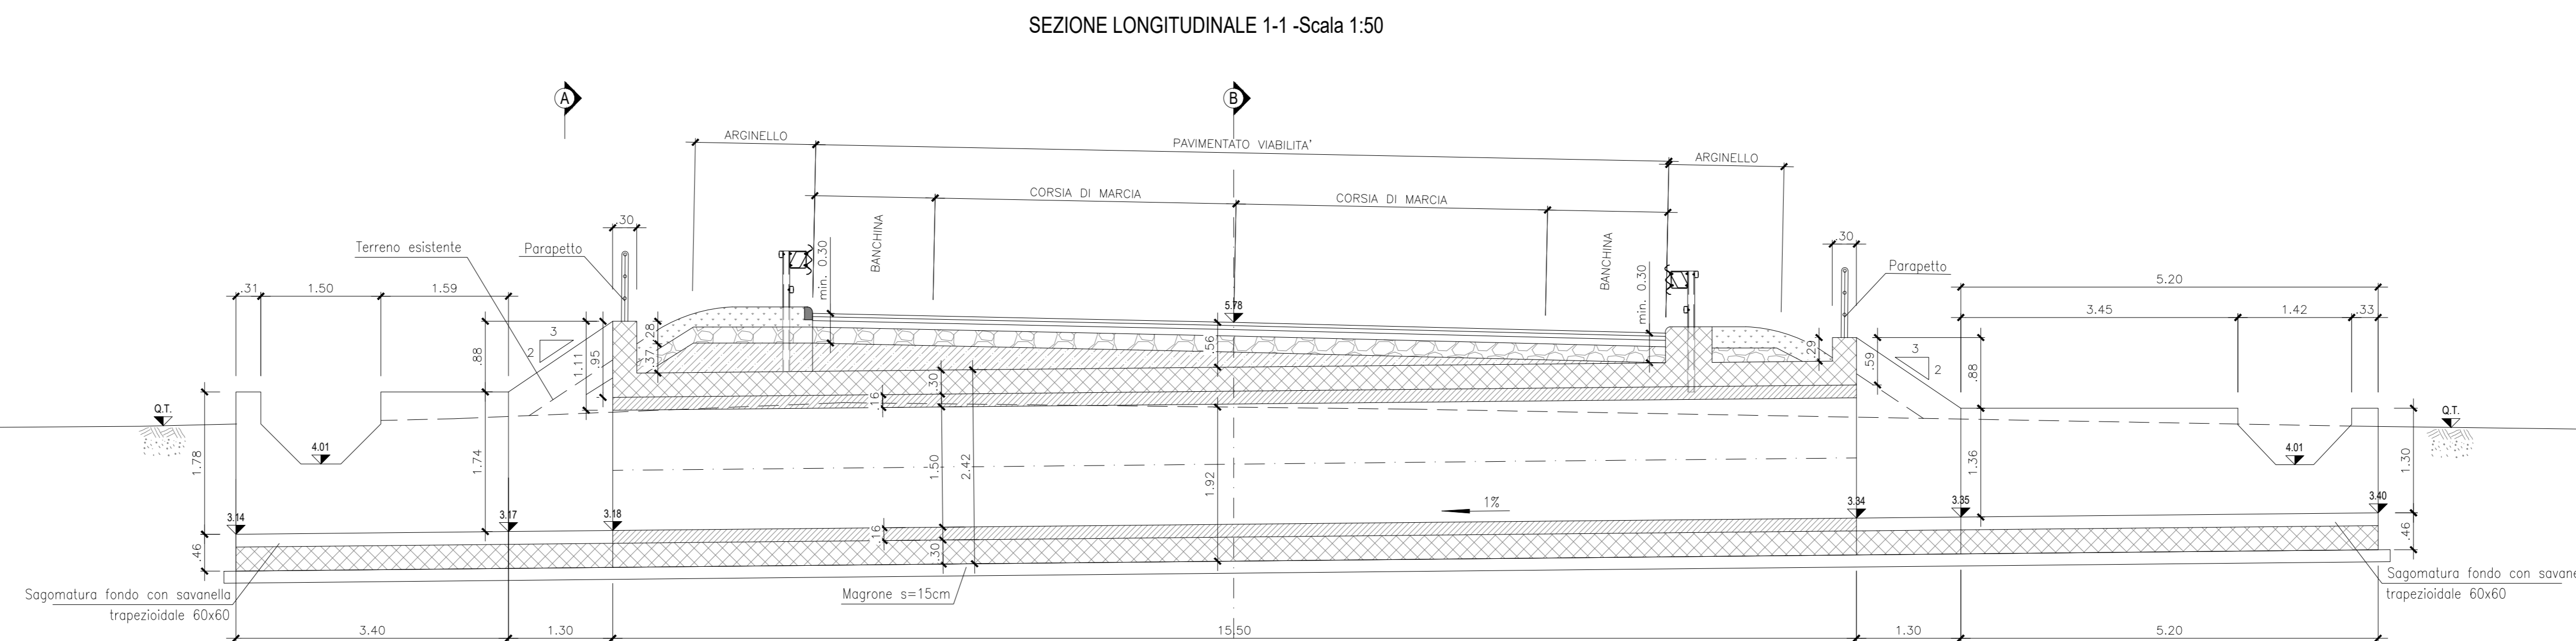 SEZIONE LONGITUDINALE 1-1 -Scala 1:50
A
B
ARGINELLO
PAVIMENTATO VIABILITA'
ARGINELLO
CORSIA DI MARCIA
CORSIA DI MARCIA
BANCHINA
BANCHINA
.30
Terreno esistente
Parapetto
min. 0.30
min. 0.30
.30
Parapetto
5.20
.31
1.50
1.59
3.45
1.42
.33
5.78
3
2
.88
1.11
.95
.28
.37
.56
.29
.59
3
2
.88
.30
.16
Q.T.
Q.T.
4.01
4.01
1.78
1.74
1.50
2.42
1.92
1.36
1.30
1%
3.14
3.17
3.18
3.34
3.35
3.40
.46
.16
.30
.46
Sagomatura fondo con savanella
trapezioidale 60x60
Magrone s=15cm
Sagomatura fondo con savane
trapezioidale 60x60
3.40
1.30
15.50
1.30
5.20